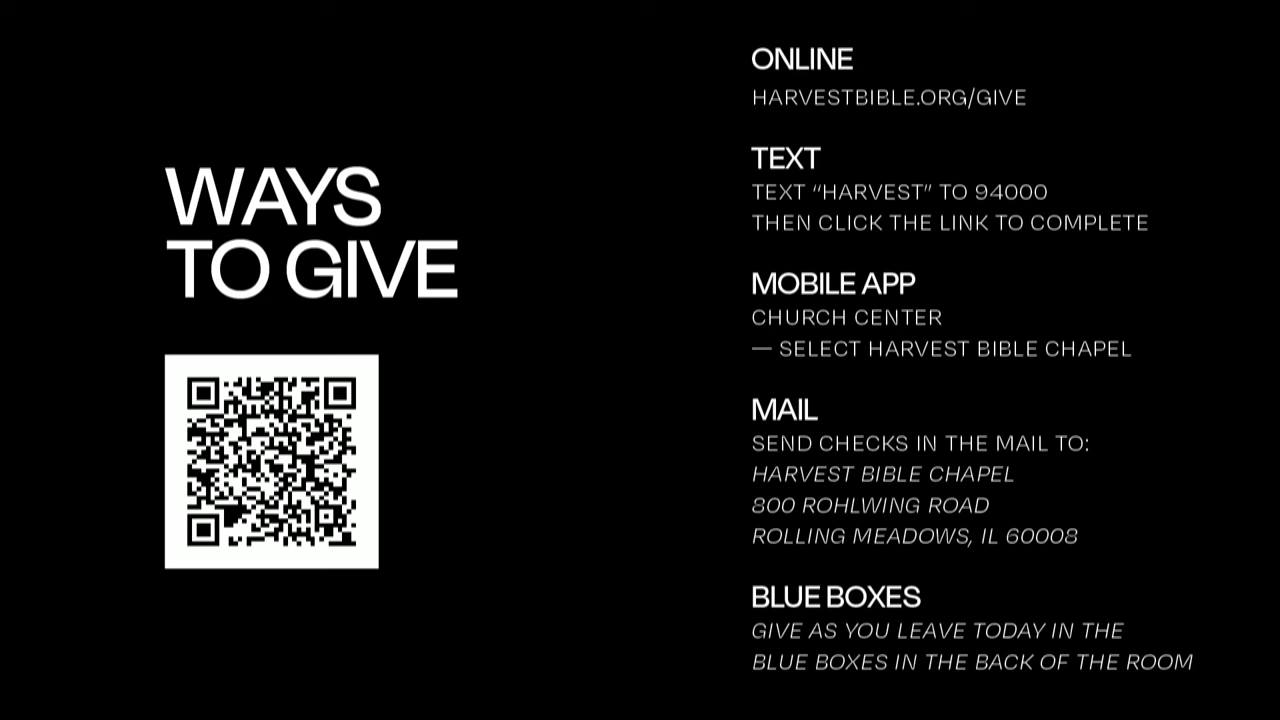 WAYS
TO GIVE
ONLINE
HARVESTBIBLE.ORG/GIVE
TEXT
TEXT “HARVEST” TO 94000
THEN CLICK THE LINK TO COMPLETE
MOBILE APP
CHURCH CENTER
— SELECT HARVEST BIBLE CHAPEL
MAIL
SEND CHECKS IN THE MAIL TO:
HARVEST BIBLE CHAPEL
800 ROHLWING ROAD
ROLLING MEADOWS, IL 60008
BLUE BOXES
GIVE AS YOU LEAVE TODAY IN THE
BLUE BOXES IN THE BACK OF THE ROOM